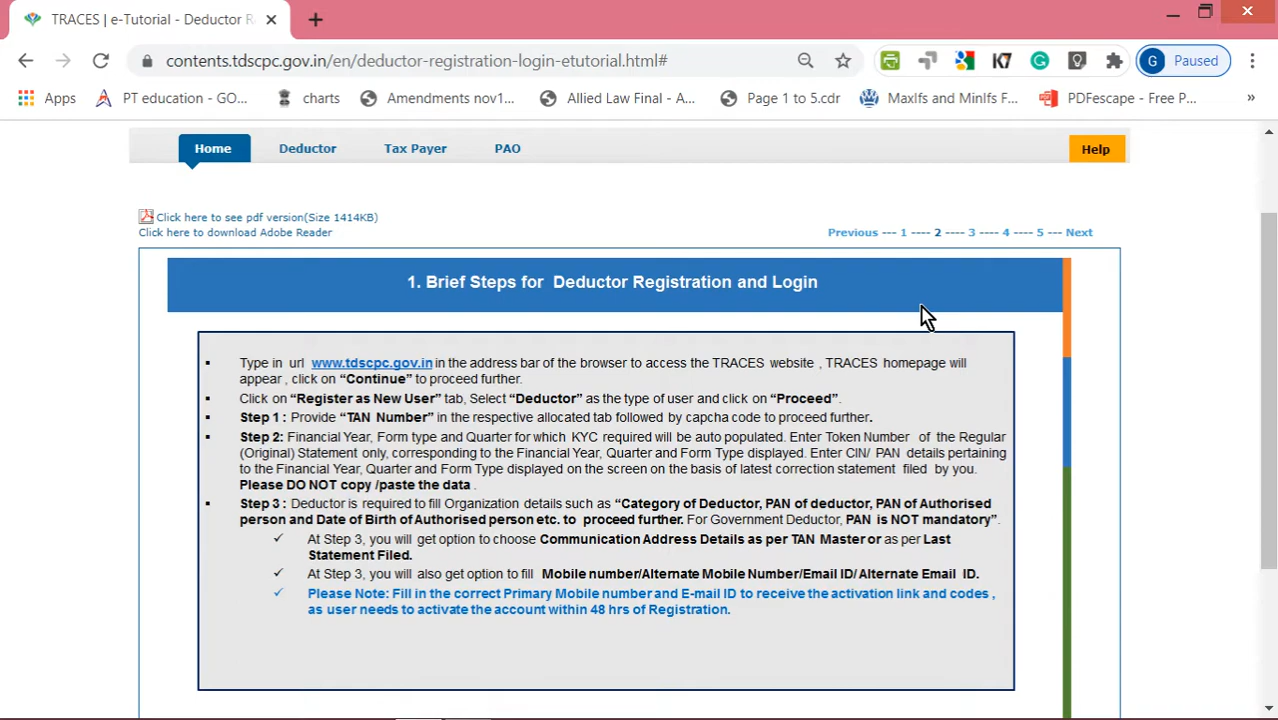 TRACES | e-Tutorial - Deductor R
contents.tdscpc.gov.in/en/deductor-registration-login-etutorial.html#
K7
G
G Paused
Apps
PT education - GO...
charts
Amendments nov1...
Allied Law Final - A...
Page 1 to 5.cdr
MaxIfs and MinIfs F...
PDFescape - Free P...
»
Home
Deductor
Tax Payer
PAO
Help
Click here to see pdf version(Size 1414KB)
Click here to download Adobe Reader
Previous --- 1 ---- 2 ---- 3 ---- 4 ---- 5 --- Next
1. Brief Steps for Deductor Registration and Login
▪ Type in url www.tdscpc.gov.in in the address bar of the browser to access the TRACES website , TRACES homepage will
appear , click on “Continue” to proceed further.
▪ Click on “Register as New User” tab, Select “Deductor” as the type of user and click on “Proceed”.
▪ Step 1 : Provide “TAN Number” in the respective allocated tab followed by capcha code to proceed further.
▪ Step 2: Financial Year, Form type and Quarter for which KYC required will be auto populated. Enter Token Number of the Regular
(Original) Statement only, corresponding to the Financial Year, Quarter and Form Type displayed. Enter CIN/ PAN details pertaining
to the Financial Year, Quarter and Form Type displayed on the screen on the basis of latest correction statement filed by you.
Please DO NOT copy /paste the data .
▪ Step 3 : Deductor is required to fill Organization details such as “Category of Deductor, PAN of deductor, PAN of Authorised
person and Date of Birth of Authorised person etc. to proceed further. For Government Deductor, PAN is NOT mandatory”.
✓ At Step 3, you will get option to choose Communication Address Details as per TAN Master or as per Last
Statement Filed.
✓ At Step 3, you will also get option to fill Mobile number/Alternate Mobile Number/Email ID/ Alternate Email ID.
✓ Please Note: Fill in the correct Primary Mobile number and E-mail ID to receive the activation link and codes ,
as user needs to activate the account within 48 hrs of Registration.